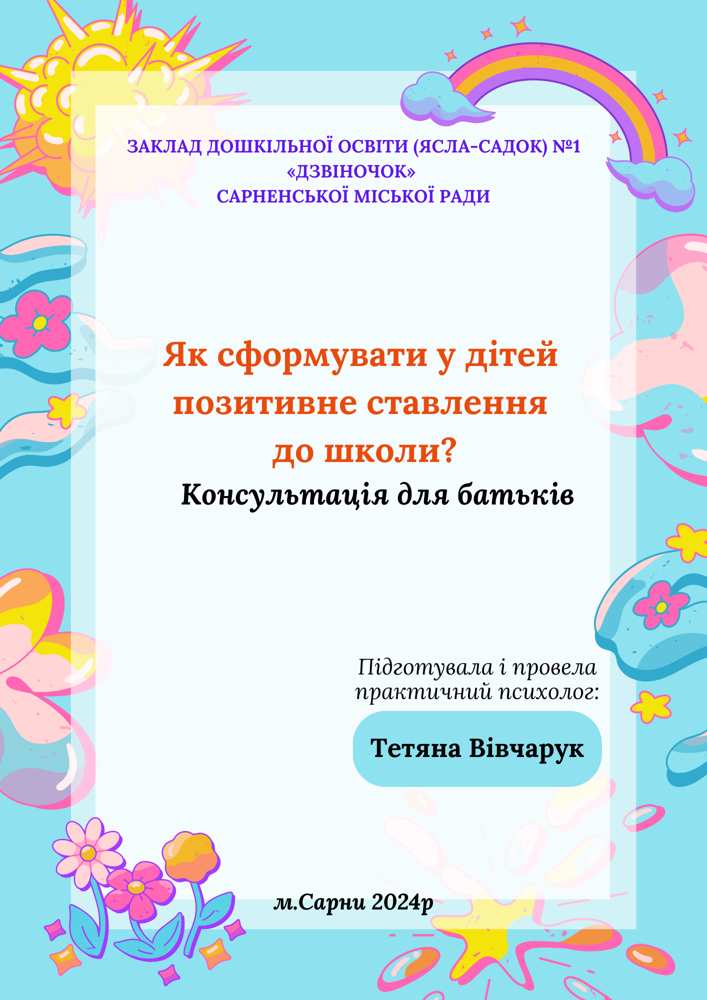 ЗАКЛАД ДОШКІЛЬНОЇ ОСВІТИ (ЯСЛА-САДОК) №1
«ДЗВІНОЧОК»
САРНЕНСЬКОЇ МІСЬКОЇ РАДИ
Як сформувати у дітей
позитивне ставлення
до школи?
Консультація для батьків
Підготувала і провела
практичний психолог:
Тетяна Вівчарук
м.Сарни 2024р